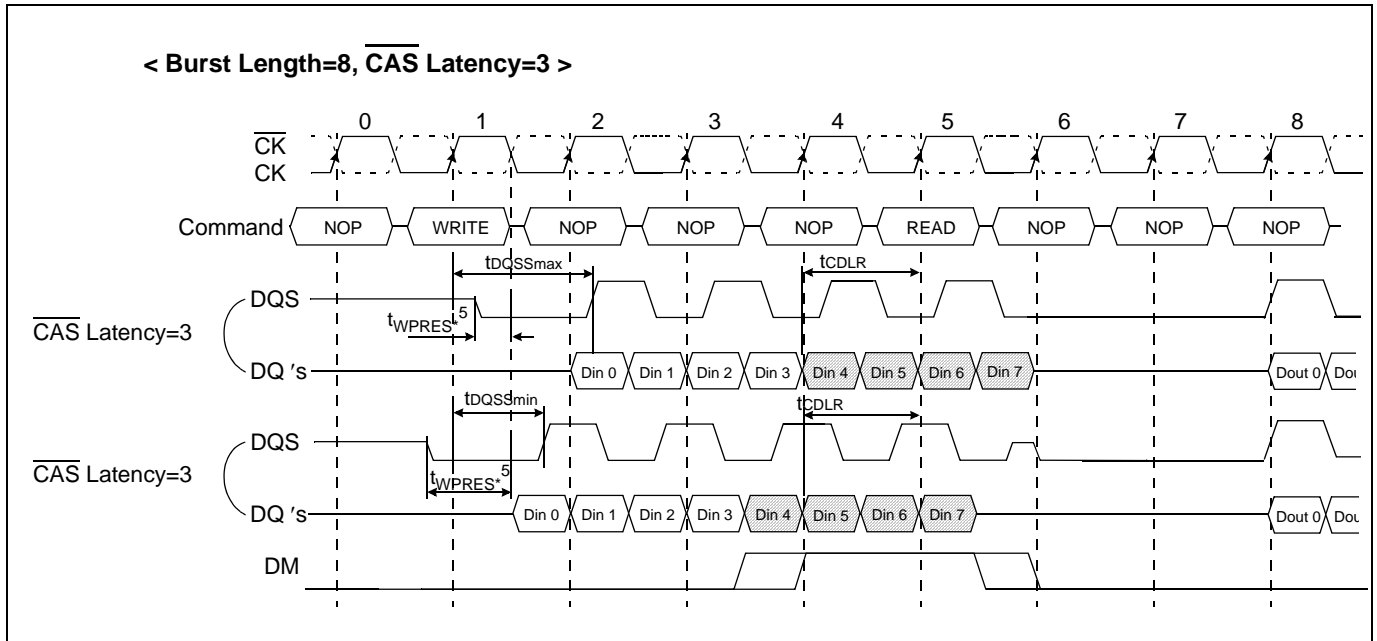 < Burst Length=8, CAS Latency=3 >
0 1 2 3 4 5 6 7 8
CK
CK
Command NOP WRITE NOP NOP NOP READ NOP NOP NOP
tDQSSmax tCDLR
DQS
tWPRES*5
CAS Latency=3
DQ 's Din 0 Din 1 Din 2 Din 3 Din 4 Din 5 Din 6 Din 7 Dout 0 Dou
tDQSSmin tCDLR
DQS
CAS Latency=3
tWPRES*5
DQ 's Din 0 Din 1 Din 2 Din 3 Din 4 Din 5 Din 6 Din 7 Dout 0 Dou
DM